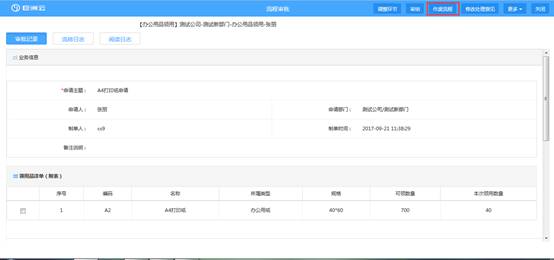 巨洲云
流程审批
调整环节 审核 作废流程 修改处理意见 更多 关闭
【办公用品领用】测试公司-测试新部门-办公用品领用-张丽
审批记录 流转日志 阅读日志
业务信息
*申请主题： A4打印纸申请
申请人： 张丽 申请部门： 测试公司/测试新部门
制单人： cs9 制单时间： 2017-09-21 11:38:29
备注说明：
领用品清单（附表）
序号 编码 名称 所属类型 规格 可领数量 本次领用数量
1 A2 A4打印纸 办公用纸 40*60 700 40